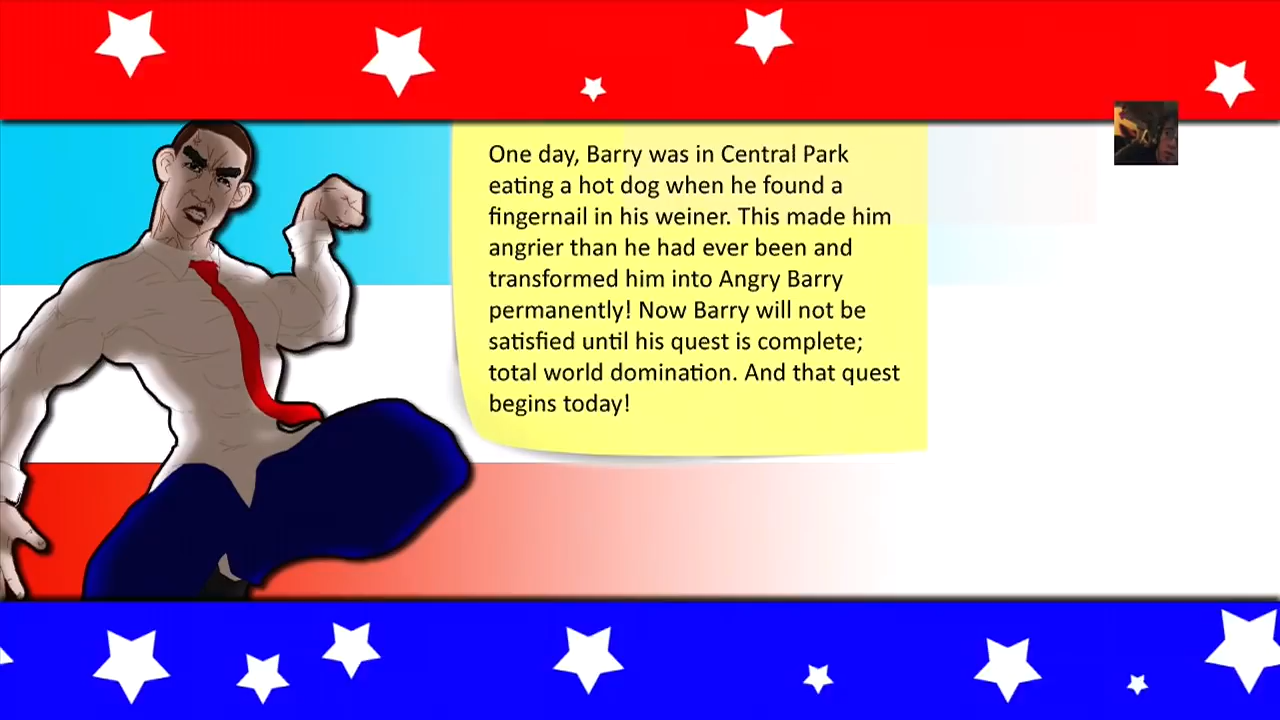 One day, Barry was in Central Park
eating a hot dog when he found a
fingernail in his weiner. This made him
angrier than he had ever been and
transformed him into Angry Barry
permanently! Now Barry will not be
satisfied until his quest is complete;
total world domination. And that quest
begins today!